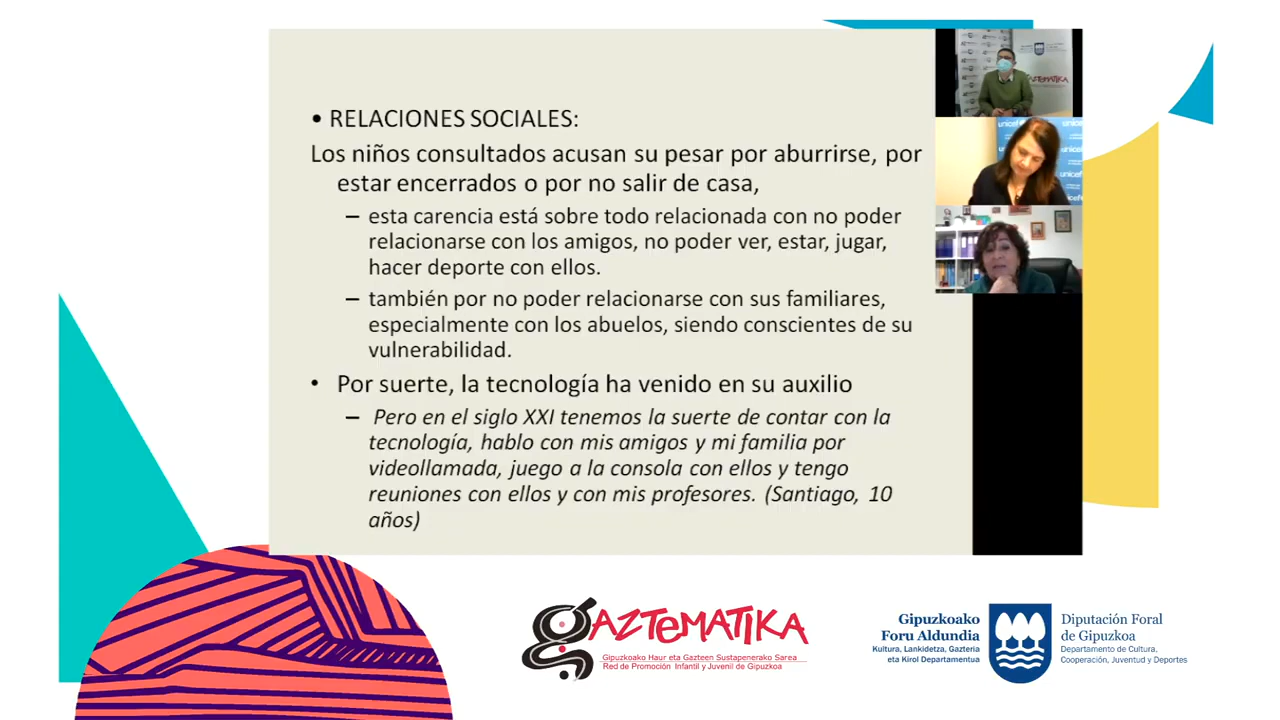 • RELACIONES SOCIALES:
Los niños consultados acusan su pesar por aburrirse, por
estar encerrados o por no salir de casa,
– esta carencia está sobre todo relacionada con no poder
relacionarse con los amigos, no poder ver, estar, jugar,
hacer deporte con ellos.
– también por no poder relacionarse con sus familiares,
especialmente con los abuelos, siendo conscientes de su
vulnerabilidad.
• Por suerte, la tecnología ha venido en su auxilio
– Pero en el siglo XXI tenemos la suerte de contar con la
tecnología, hablo con mis amigos y mi familia por
videollamada, juego a la consola con ellos y tengo
reuniones con ellos y con mis profesores. (Santiago, 10
años)
GAZTEMATIKA
unicef
unicef
unicef
GAZTEMATIKA
Gipuzkoako Haur eta Gazteen Sustapenerako Sarea
Red de Promoción Infantil y Juvenil de Gipuzkoa
Gipuzkoako
Foru Aldundia
Kultura, Lankidetza, Gazteria
eta Kirol Departamentua
Diputación Foral
de Gipuzkoa
Departamento de Cultura,
Cooperación, Juventud y Deportes